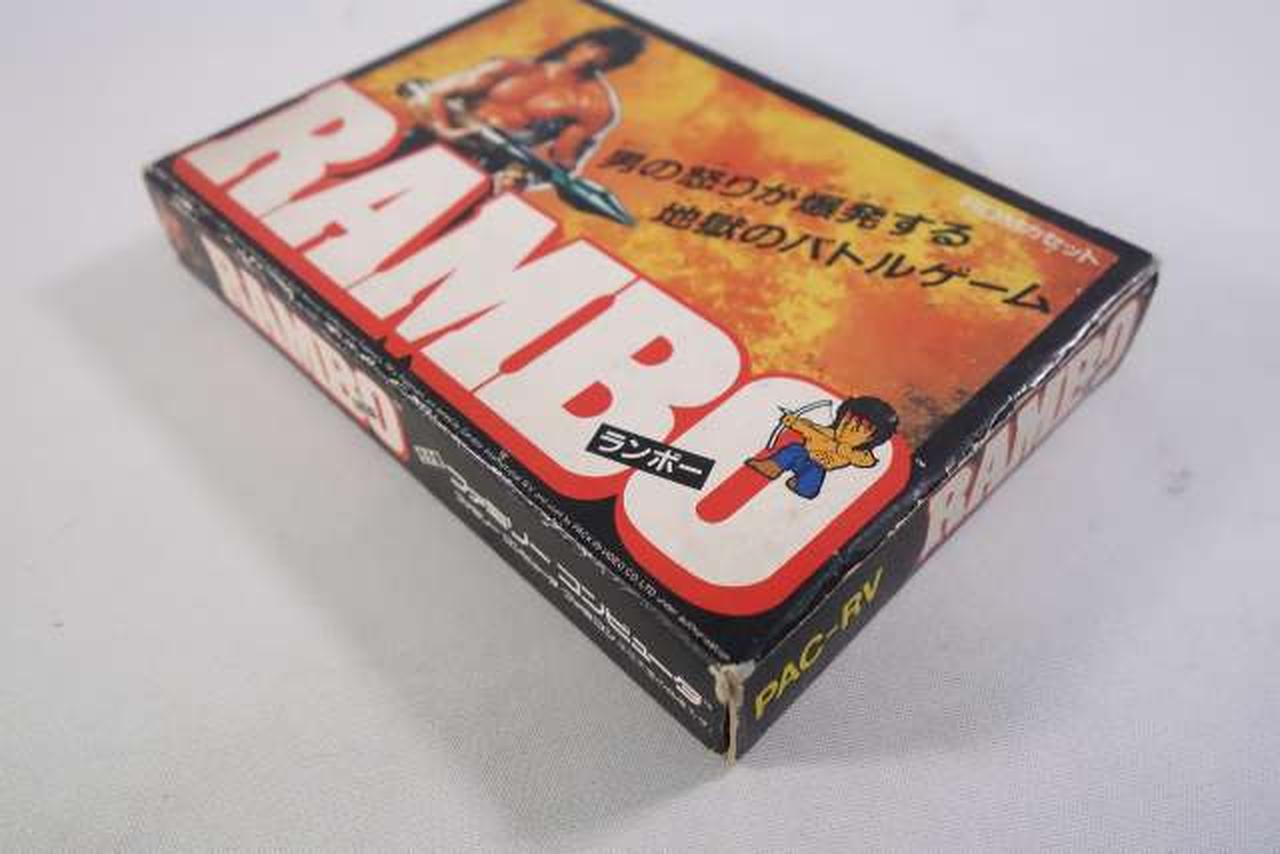 ROMカセット
男の怒りが爆発する
地獄のバトルゲーム
RAMBO
ランボー
RAMBO
ファミリー コンピュータ
RAMBO
PAC-RV